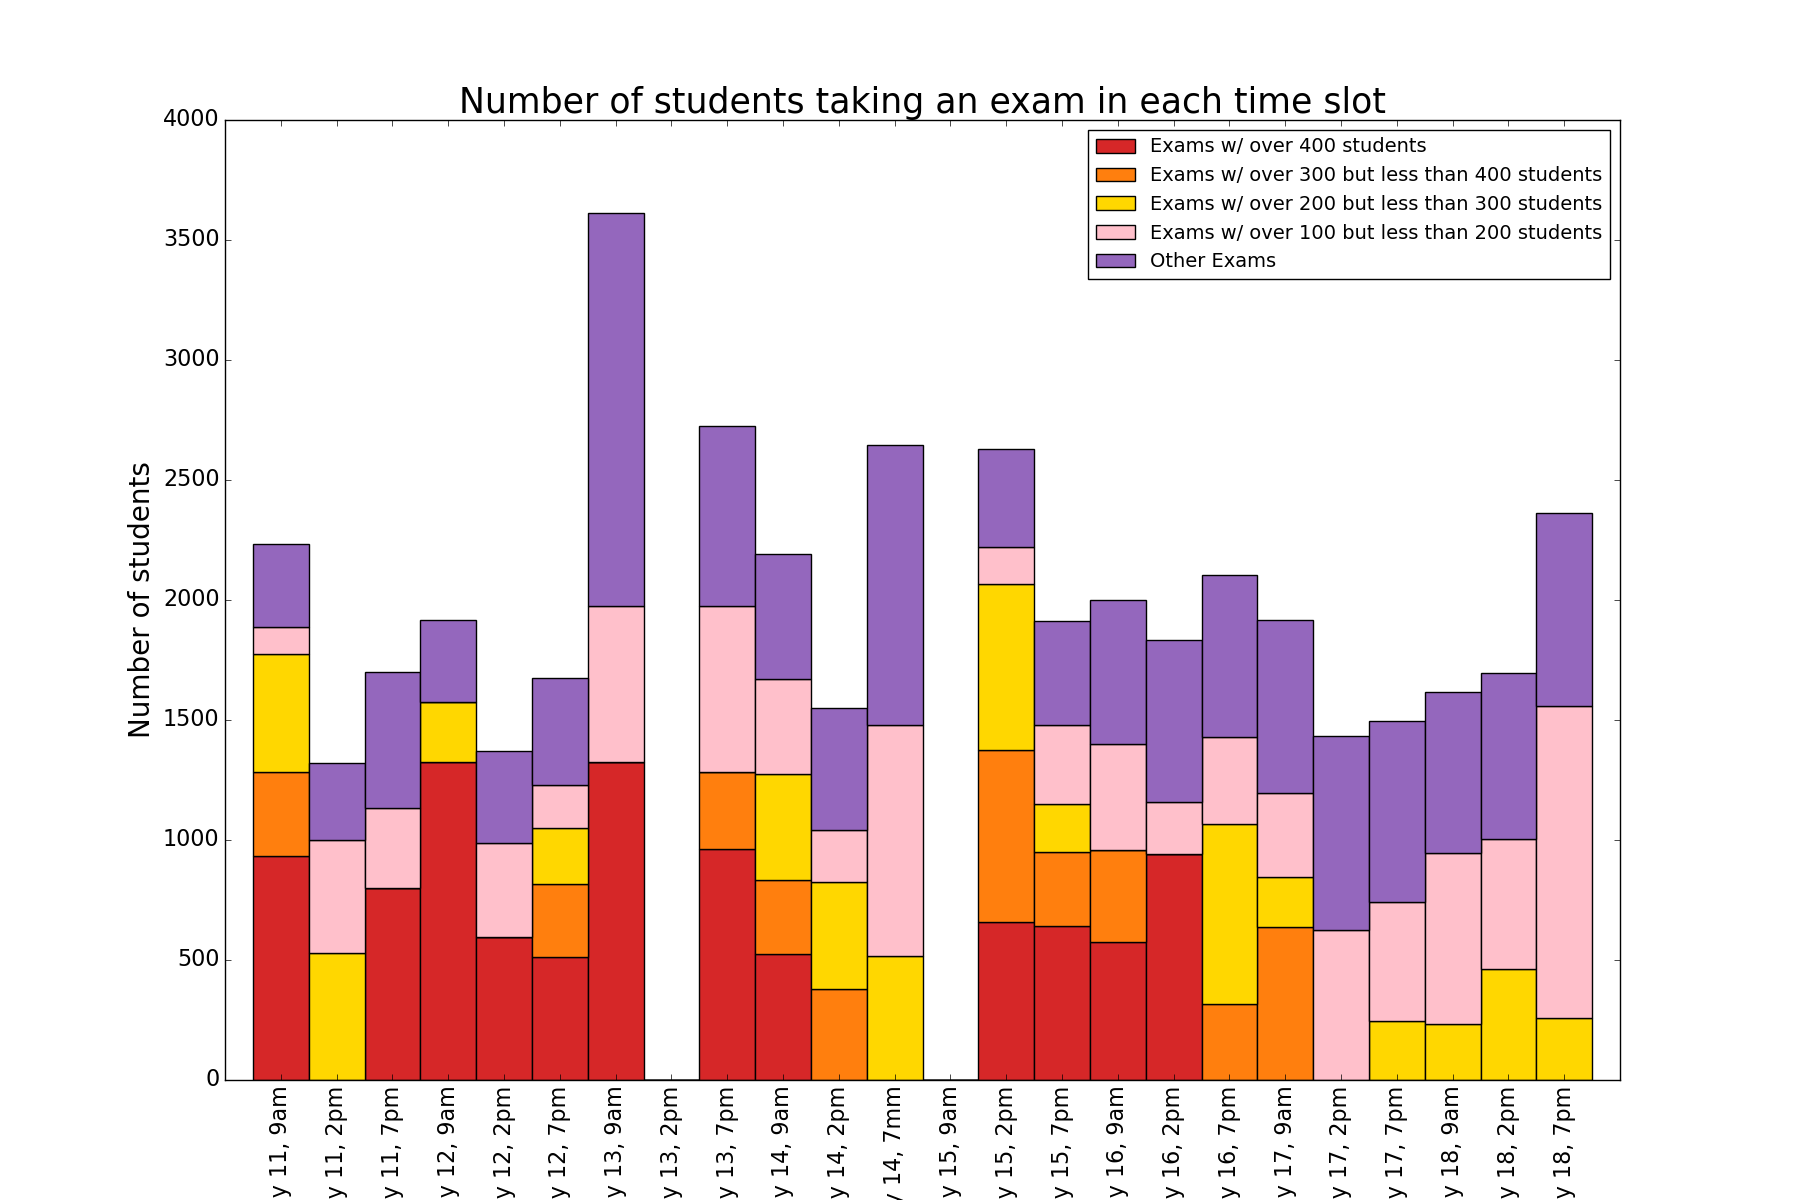 Number of students taking an exam in each time slot
4000
3500
3000
2500
2000
1500
1000
500
0
Number of students
Exams w/ over 400 students
Exams w/ over 300 but less than 400 students
Exams w/ over 200 but less than 300 students
Exams w/ over 100 but less than 200 students
Other Exams
y 11, 9am
y 11, 2pm
y 11, 7pm
y 12, 9am
y 12, 2pm
y 12, 7pm
y 13, 9am
y 13, 2pm
y 13, 7pm
y 14, 9am
y 14, 2pm
y 14, 7mm
y 15, 9am
y 15, 2pm
y 15, 7pm
y 16, 9am
y 16, 2pm
y 16, 7pm
y 17, 9am
y 17, 2pm
y 17, 7pm
y 18, 9am
y 18, 2pm
y 18, 7pm